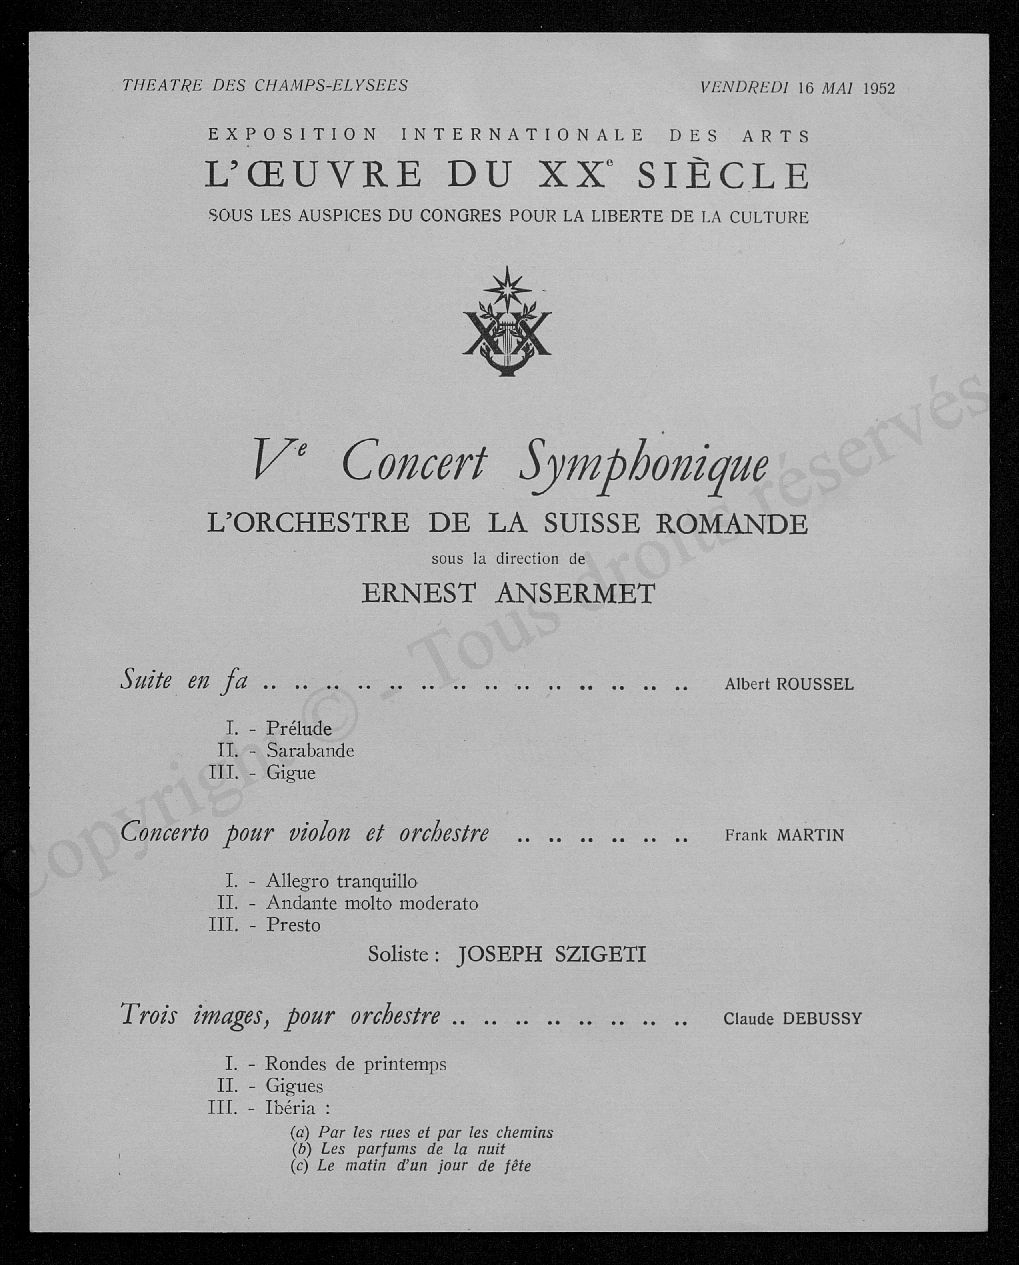 THEATRE DES CHAMPS-ELYSEES VENDREDI 16 MAI 1952
EXPOSITION INTERNATIONALE DES ARTS
L'ŒUVRE DU XXe SIÈCLE
SOUS LES AUSPICES DU CONGRES POUR LA LIBERTE DE LA CULTURE
XX
Ve Concert Symphonique
L'ORCHESTRE DE LA SUISSE ROMANDE
sous la direction de
ERNEST ANSERMET
Suite en fa .. .. .. .. .. .. .. .. .. .. .. .. .. .. Albert ROUSSEL
I. - Prélude
II. - Sarabande
III. - Gigue
Concerto pour violon et orchestre .. .. .. .. .. .. Frank MARTIN
I. - Allegro tranquillo
II. - Andante molto moderato
III. - Presto
Soliste : JOSEPH SZIGETI
Trois images, pour orchestre .. .. .. .. .. .. .. .. Claude DEBUSSY
I. - Rondes de printemps
II. - Gigues
III. - Ibéria :
(a) Par les rues et par les chemins
(b) Les parfums de la nuit
(c) Le matin d'un jour de fête
Copyright © - Tous droits réservés